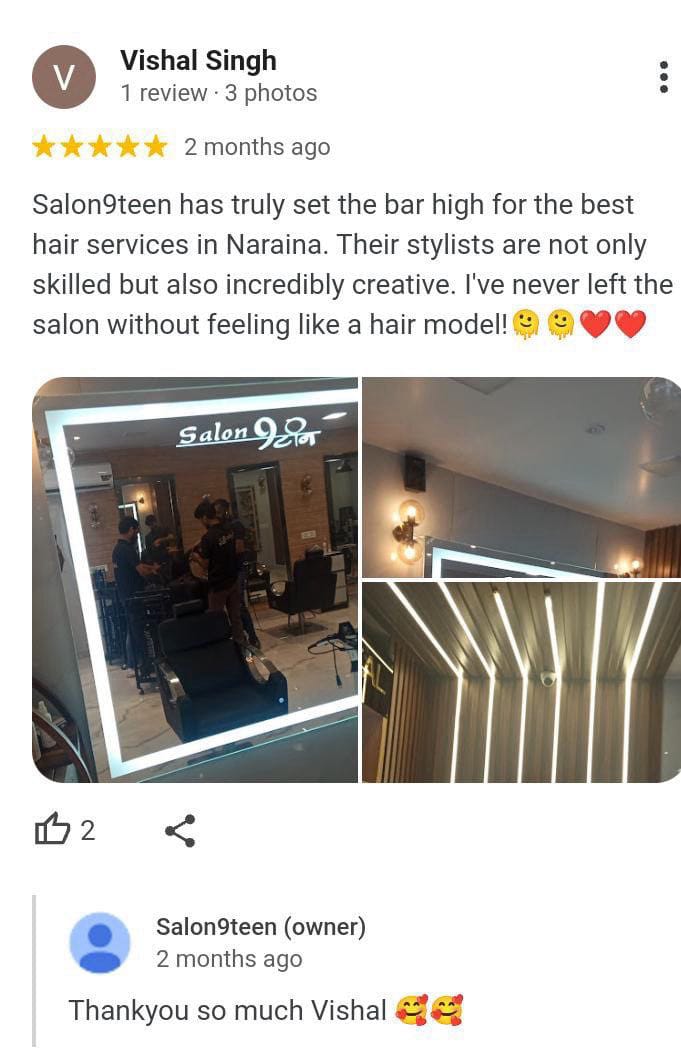 V
Vishal Singh
1 review · 3 photos
2 months ago
Salon9teen has truly set the bar high for the best
hair services in Naraina. Their stylists are not only
skilled but also incredibly creative. I've never left the
salon without feeling like a hair model!🫠🫠❤️❤️
Salon 9टीन
2
Salon9teen (owner)
2 months ago
Thankyou so much Vishal 🥰🥰